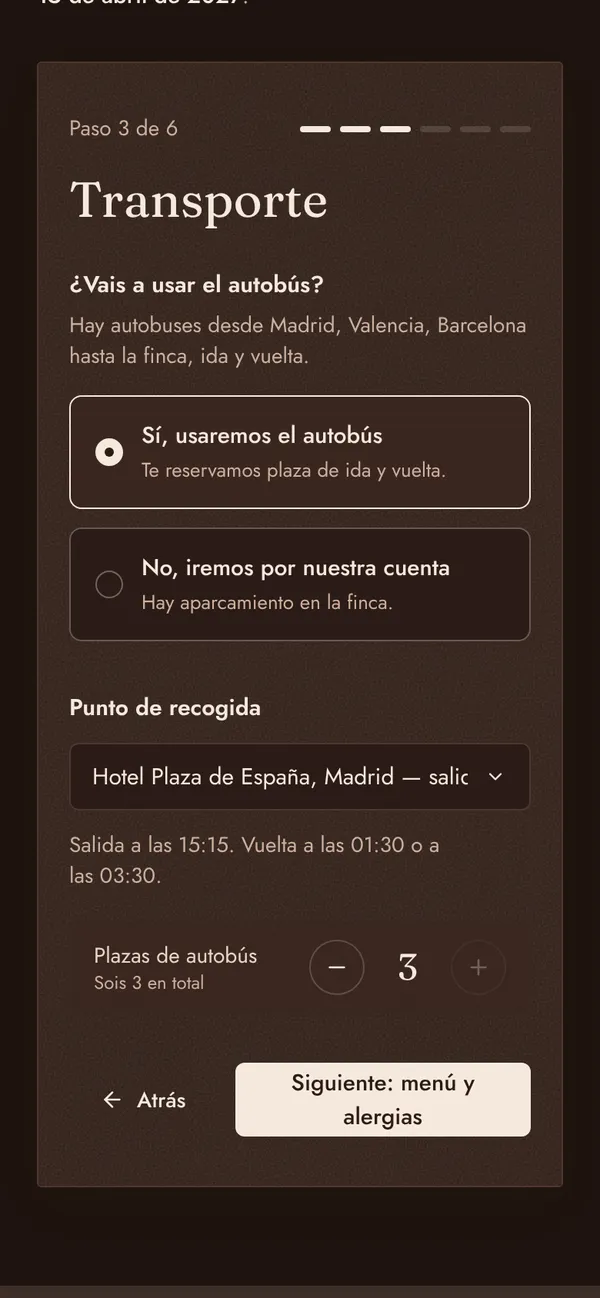 Paso 3 de 6
Transporte
¿Vais a usar el autobús?
Hay autobuses desde Madrid, Valencia, Barcelona
hasta la finca, ida y vuelta.
Sí, usaremos el autobús
Te reservamos plaza de ida y vuelta.
No, iremos por nuestra cuenta
Hay aparcamiento en la finca.
Punto de recogida
Hotel Plaza de España, Madrid —
Salida a las 15:15. Vuelta a las 01:30 o a
las 03:30.
Plazas de autobús
Sois 3 en total
− 3 +
← Atrás
Siguiente: menú y
alergias